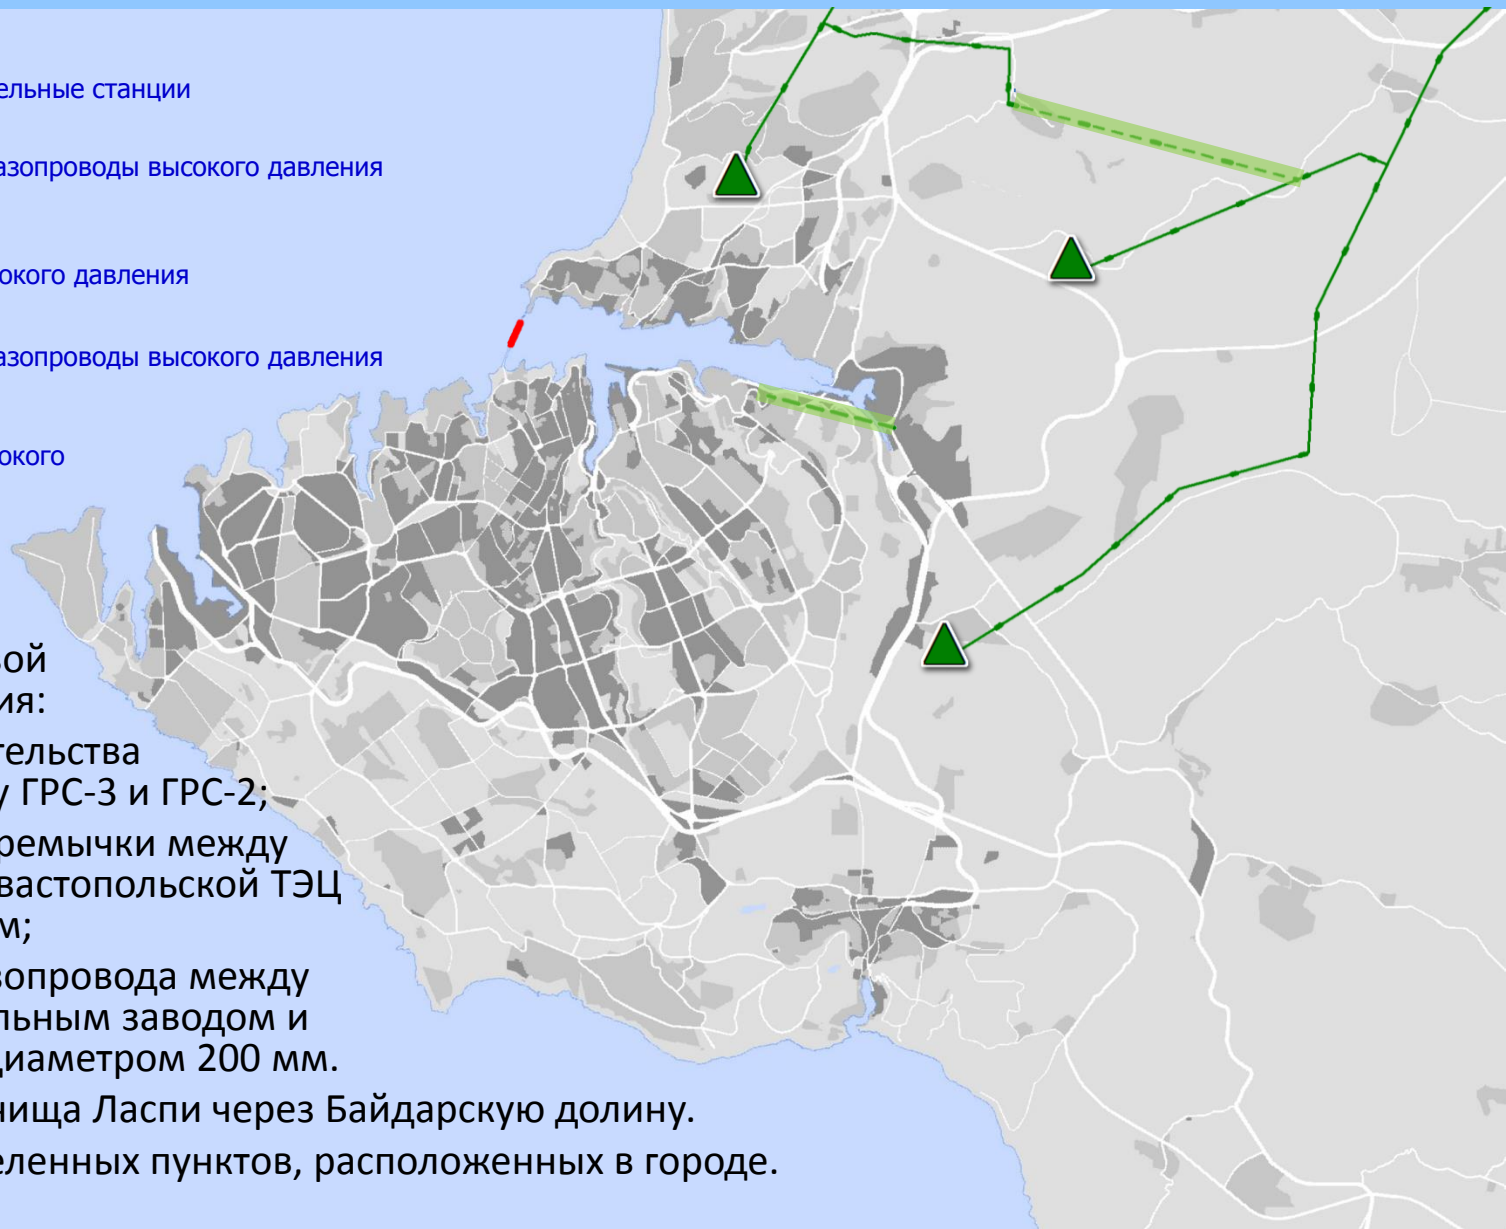 ельные станции
азопроводы высокого давления
окого давления
азопроводы высокого давления
окого
вой
ия:
тельства
у ГРС-3 и ГРС-2;
ремычки между
вастопольской ТЭЦ
м;
зопровода между
льным заводом и
диаметром 200 мм.
нища Ласпи через Байдарскую долину.
еленных пунктов, расположенных в городе.